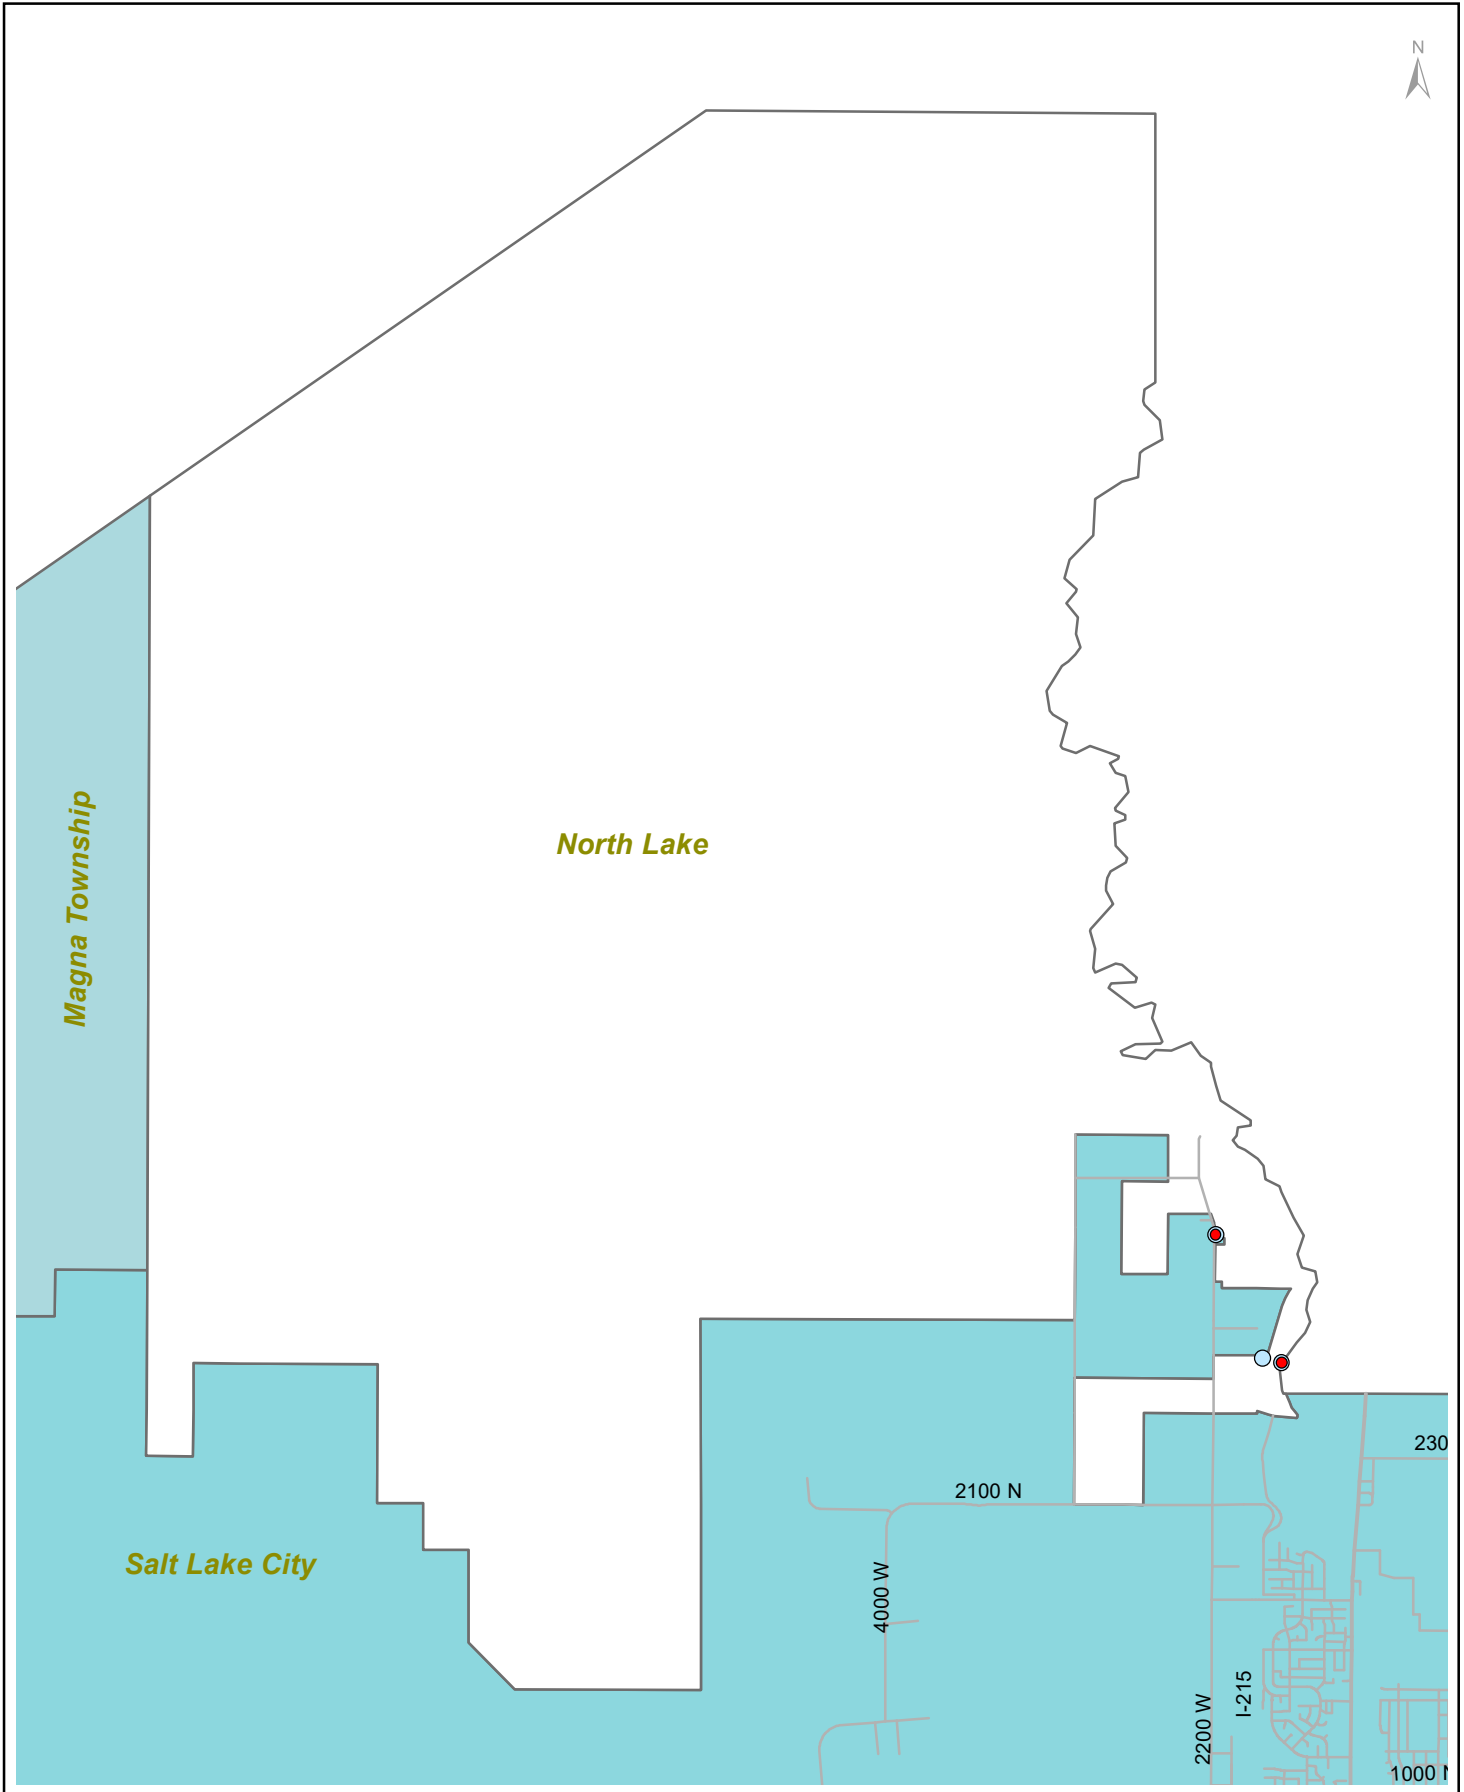 N
North Lake
Magna Township
230
2100 N
Salt Lake City
4000 W
I-215
2200 W
1000 N